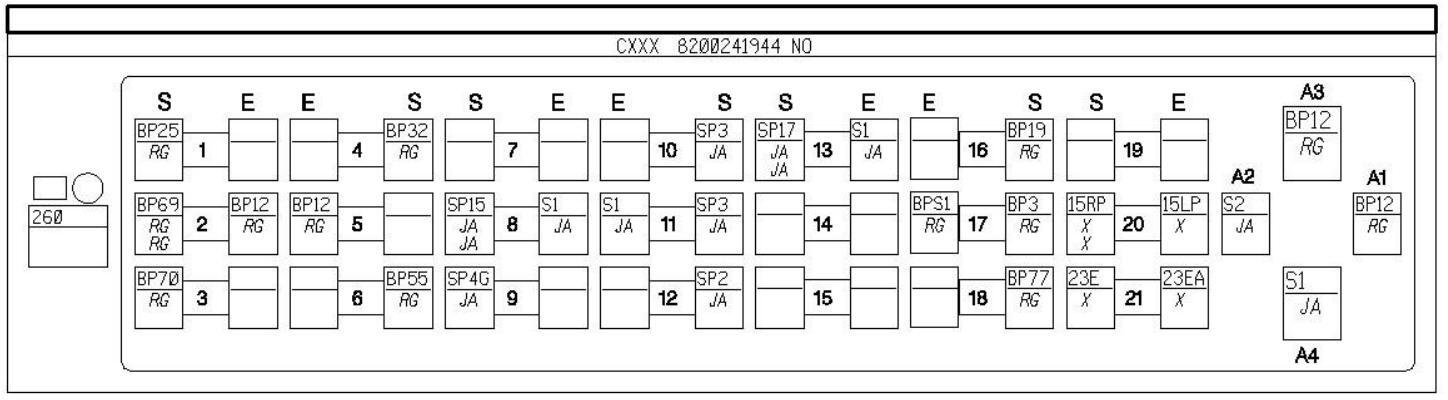 CXXX 8200241944 NO
S E E S S E E S S E E S S E A3
BP25 BP32 SP3 SP17 S1 BP19 BP12
RG 1 4 RG 7 10 JA JA 13 JA 16 RG 19 RG
JA
A2 A1
260 BP69 BP12 BP12 SP15 S1 S1 SP3 BPS1 BP3 15RP 15LP S2 BP12
RG 2 RG RG 5 JA 8 JA JA 11 JA 14 RG 17 RG X 20 X JA RG
RG JA X
BP70 BP55 SP4G SP2 BP77 23E 23EA S1
RG 3 6 RG JA 9 12 JA 15 18 RG X 21 X JA
A4